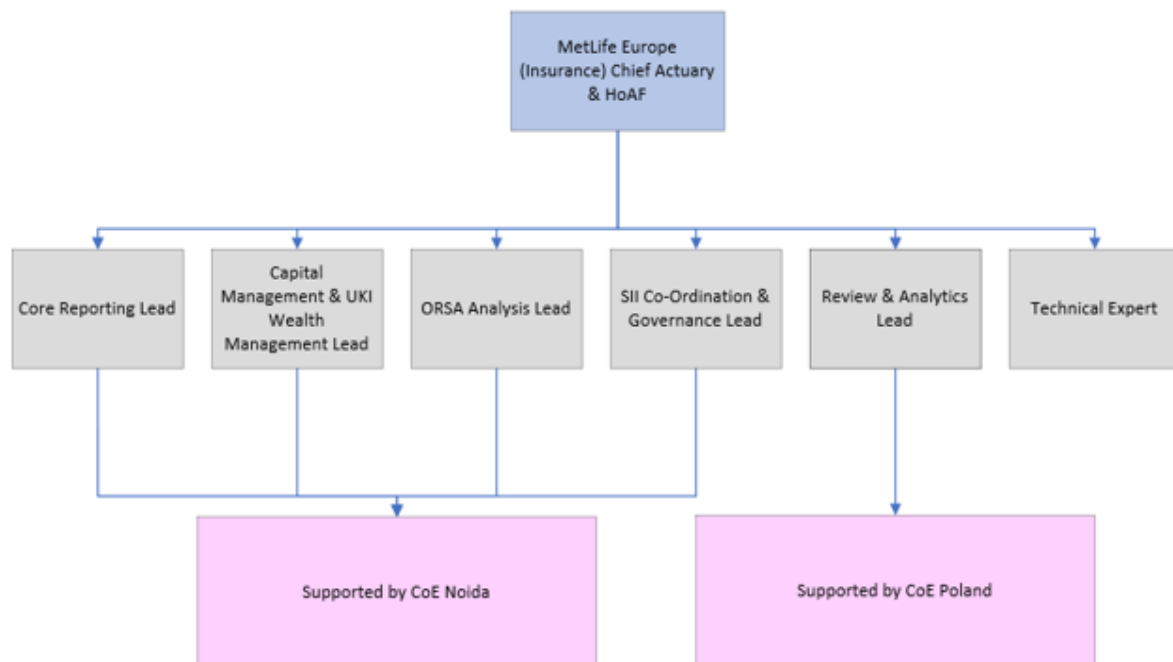 MetLife Europe
(Insurance) Chief Actuary
& HoAF
Core Reporting Lead
Capital
Management & UKI
Wealth
Management Lead
ORSA Analysis Lead
SII Co-Ordination &
Governance Lead
Review & Analytics
Lead
Technical Expert
Supported by CoE Noida
Supported by CoE Poland